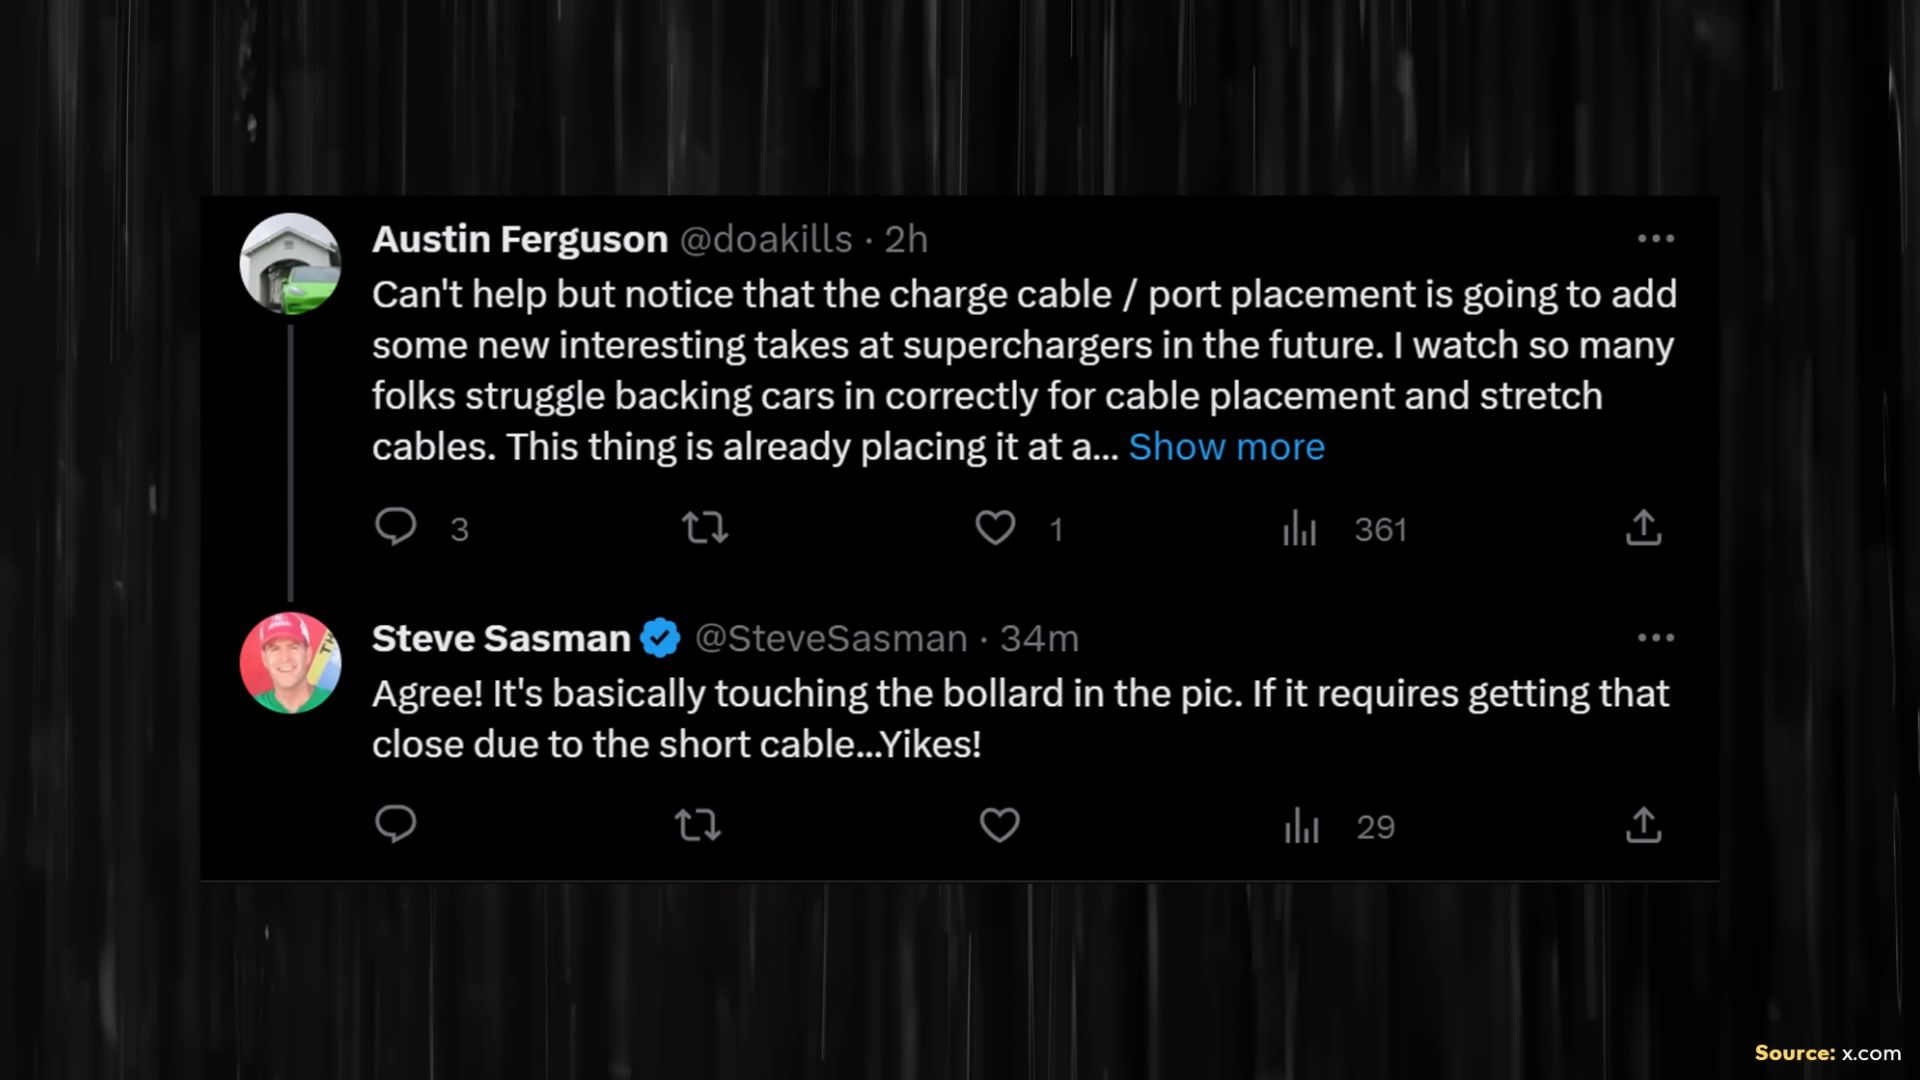 Austin Ferguson @doakills · 2h
Can't help but notice that the charge cable / port placement is going to add
some new interesting takes at superchargers in the future. I watch so many
folks struggle backing cars in correctly for cable placement and stretch
cables. This thing is already placing it at a... Show more
3 1 361
Steve Sasman @SteveSasman · 34m
Agree! It's basically touching the bollard in the pic. If it requires getting that
close due to the short cable...Yikes!
29
Source: x.com